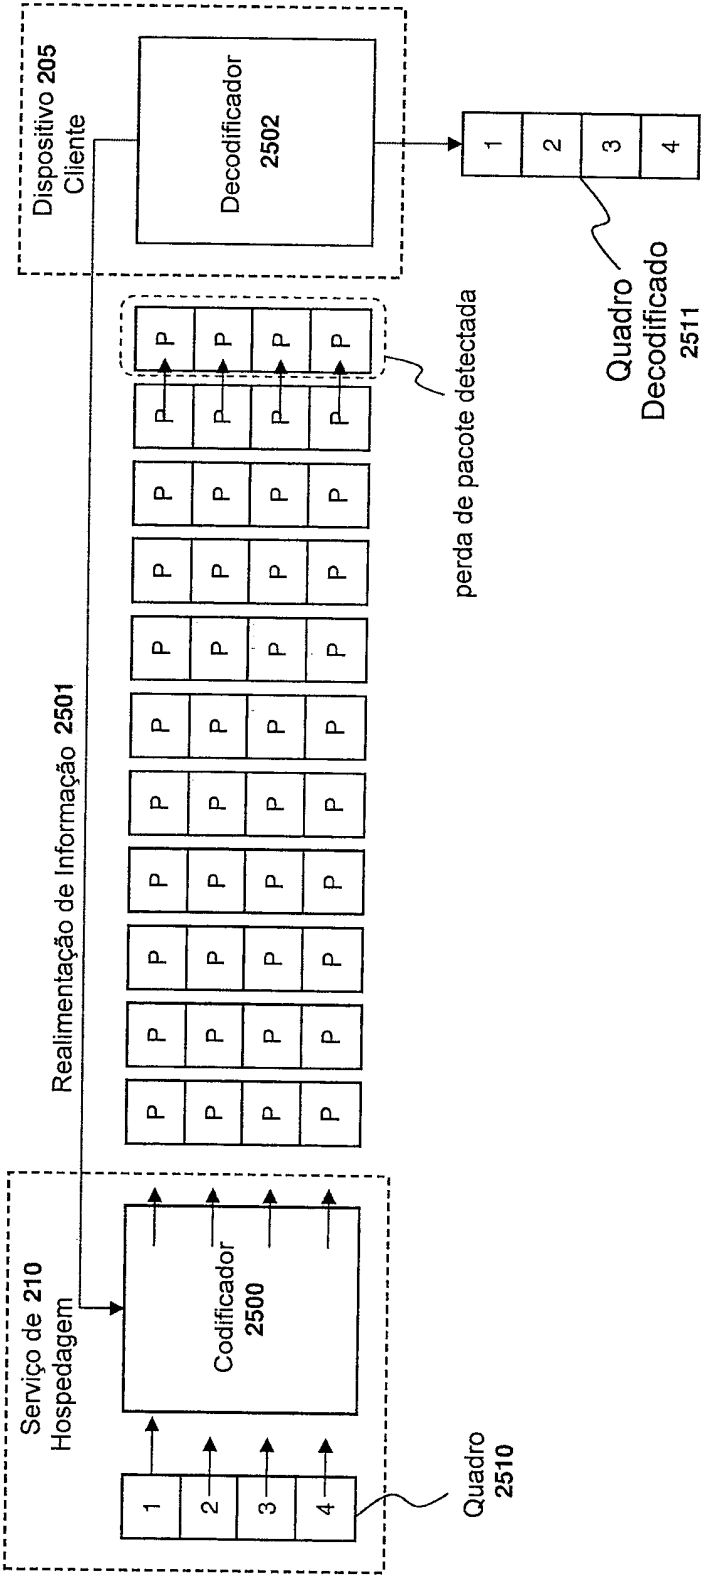 Serviço de 210
Hospedagem
Realimentação de Informação 2501
Dispositivo 205
Cliente
1
2
3
4
Codificador
2500
P P P P P P P P P P P
P P P P P P P P P P P
P P P P P P P P P P P
P P P P P P P P P P P
Decodificador
2502
Quadro
2510
perda de pacote detectada
1
2
3
4
Quadro
Decodificado
2511